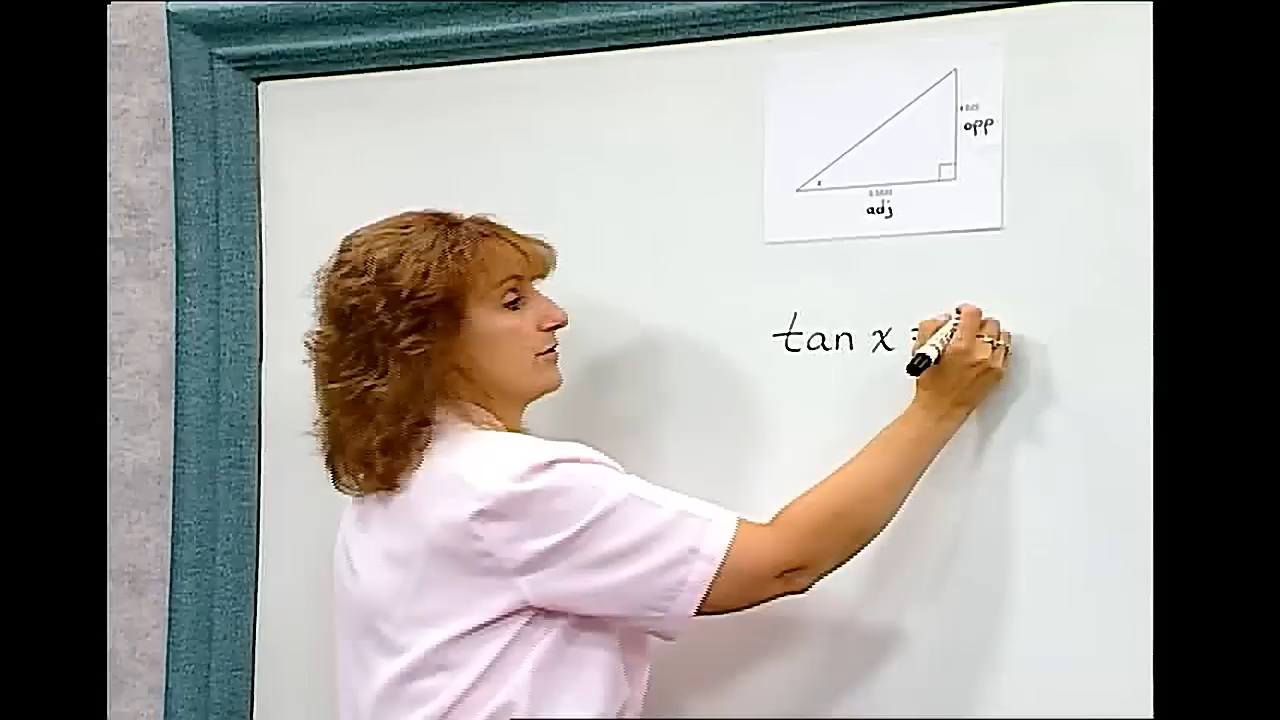 opp
adj
tan x =